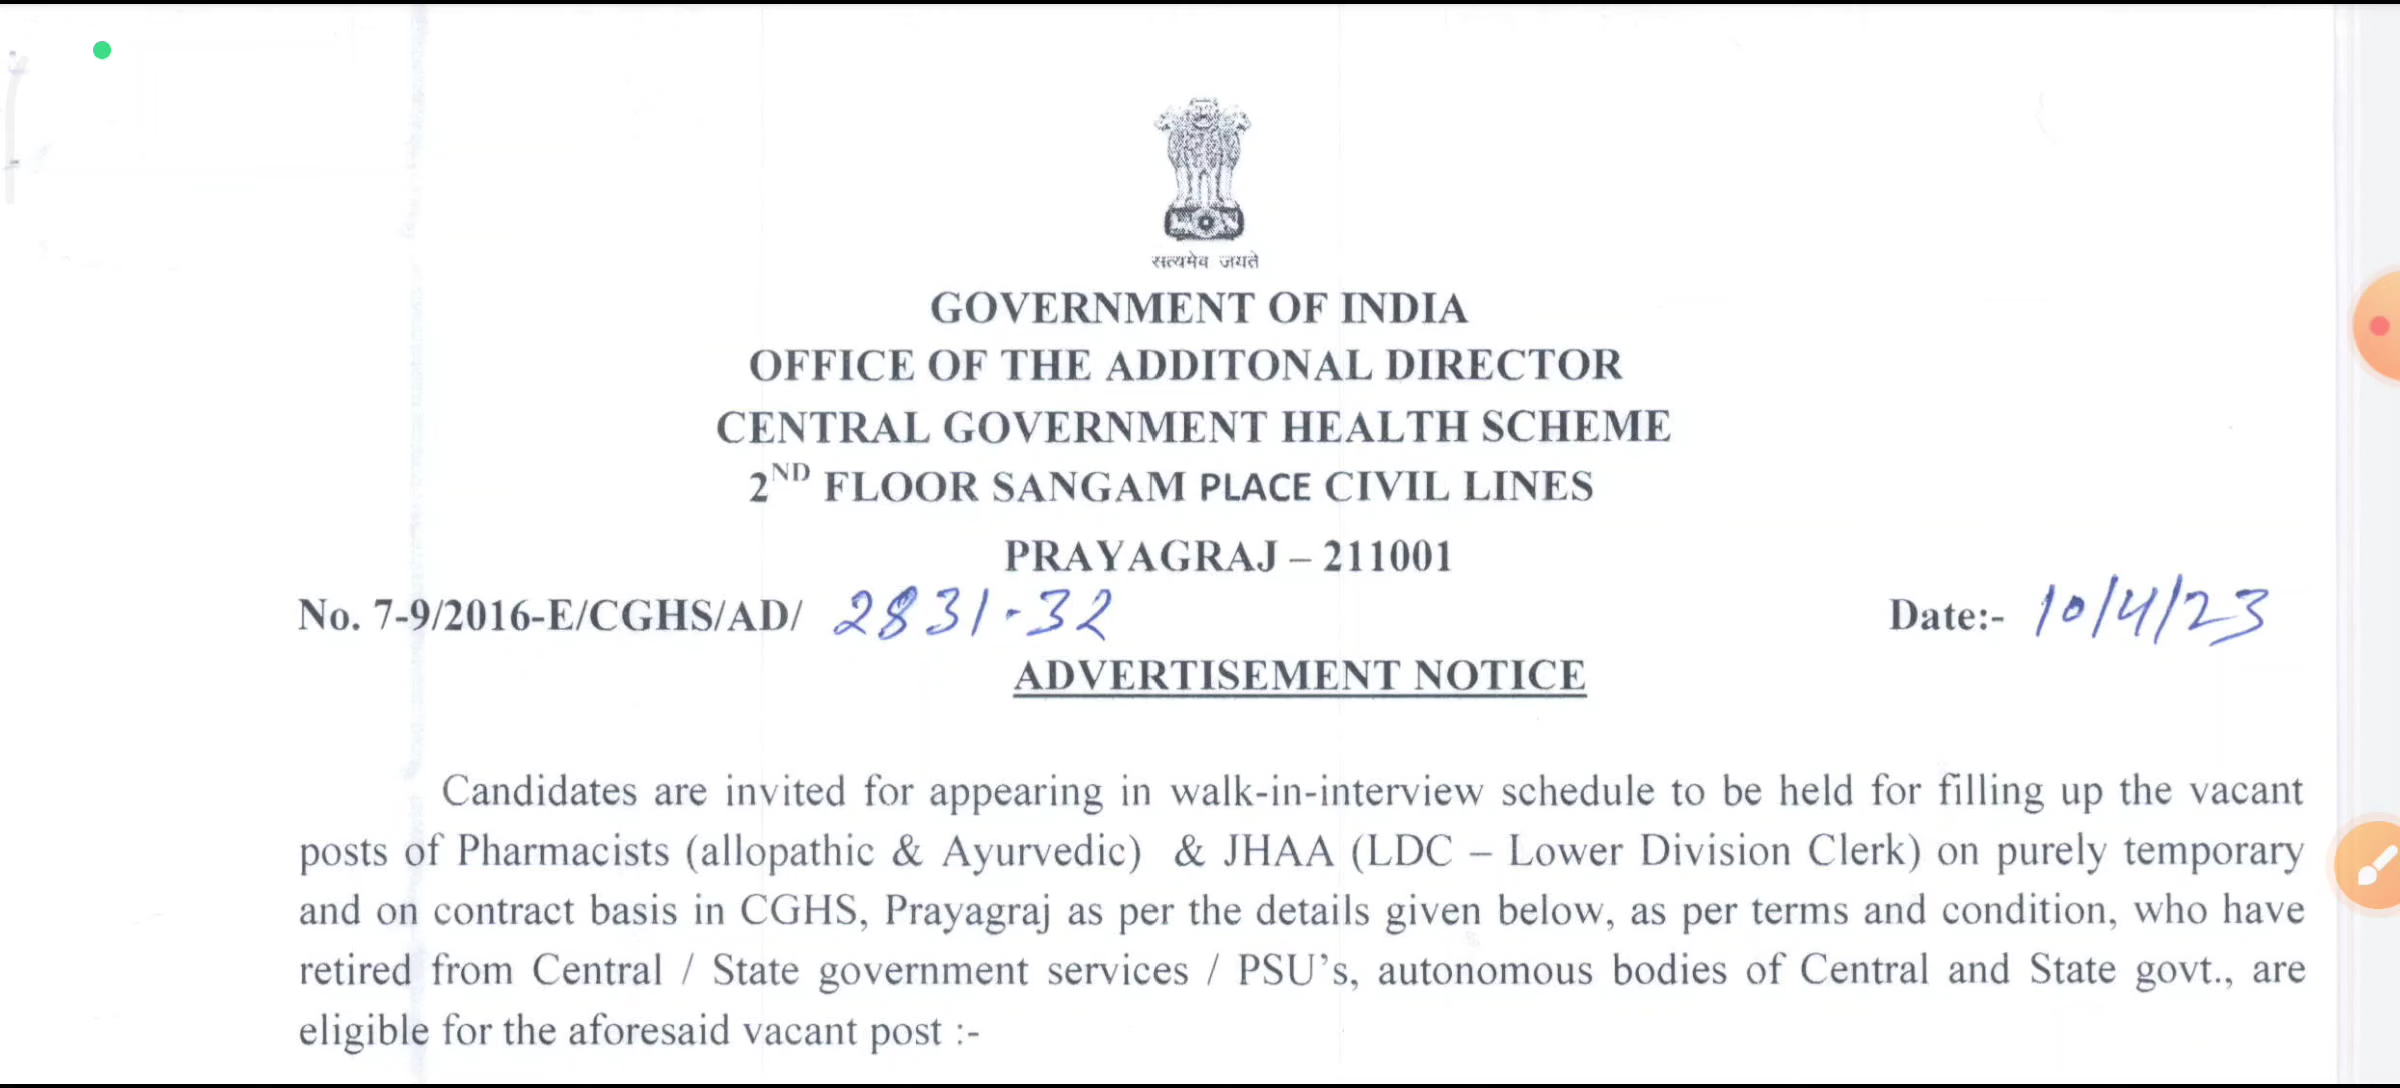 सत्यमेव जयते
GOVERNMENT OF INDIA
OFFICE OF THE ADDITONAL DIRECTOR
CENTRAL GOVERNMENT HEALTH SCHEME
2ND FLOOR SANGAM PLACE CIVIL LINES
PRAYAGRAJ – 211001
No. 7-9/2016-E/CGHS/AD/ 2831-32 Date:- 10/4/23
ADVERTISEMENT NOTICE
Candidates are invited for appearing in walk-in-interview schedule to be held for filling up the vacant
posts of Pharmacists (allopathic & Ayurvedic) & JHAA (LDC – Lower Division Clerk) on purely temporary
and on contract basis in CGHS, Prayagraj as per the details given below, as per terms and condition, who have
retired from Central / State government services / PSU’s, autonomous bodies of Central and State govt., are
eligible for the aforesaid vacant post :-